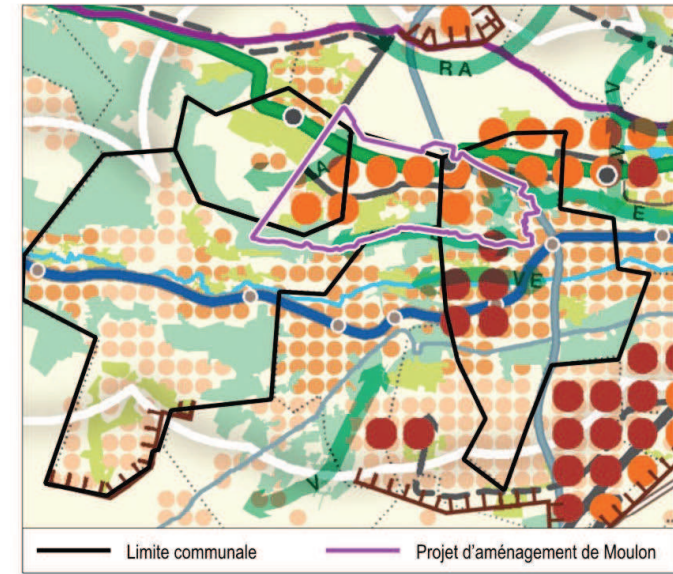 R A
V
A
V
E
V E
V
Limite communale
Projet d’aménagement de Moulon